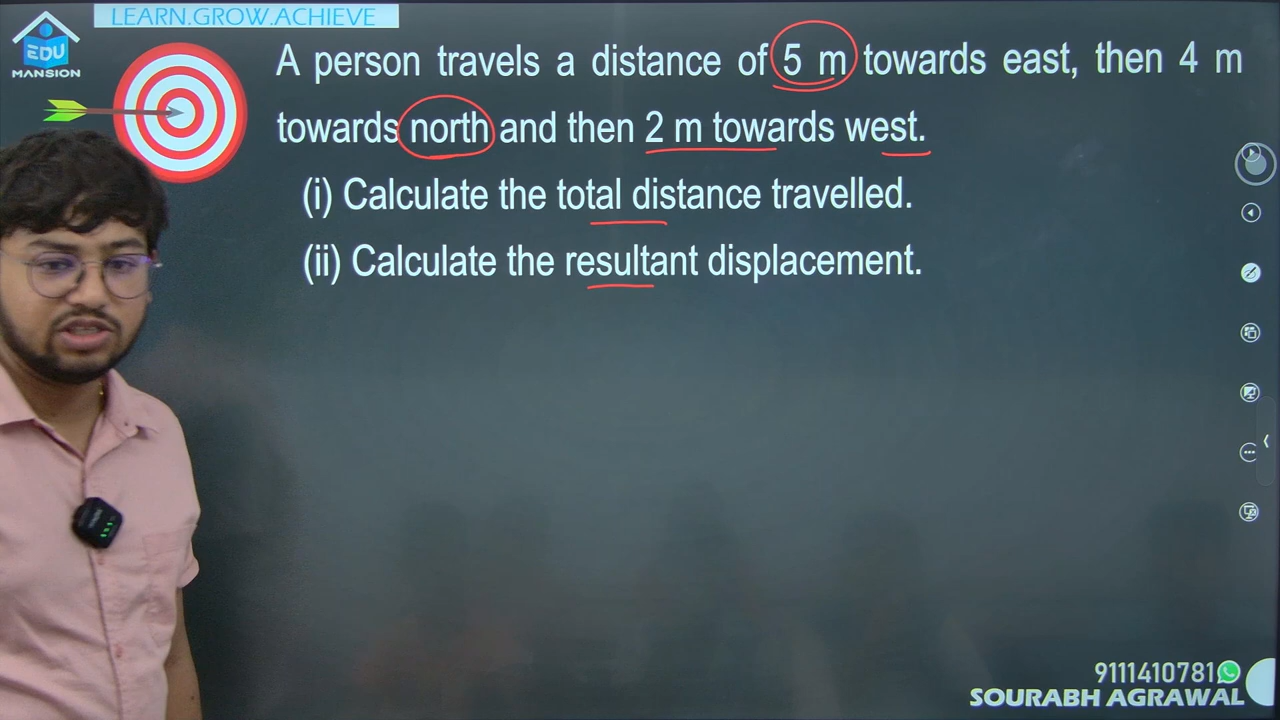 LEARN.GROW.ACHIEVE
EDU
MANSION
A person travels a distance of 5 m towards east, then 4 m
towards north and then 2 m towards west.
(i) Calculate the total distance travelled.
(ii) Calculate the resultant displacement.
9111410781
SOURABH AGRAWAL